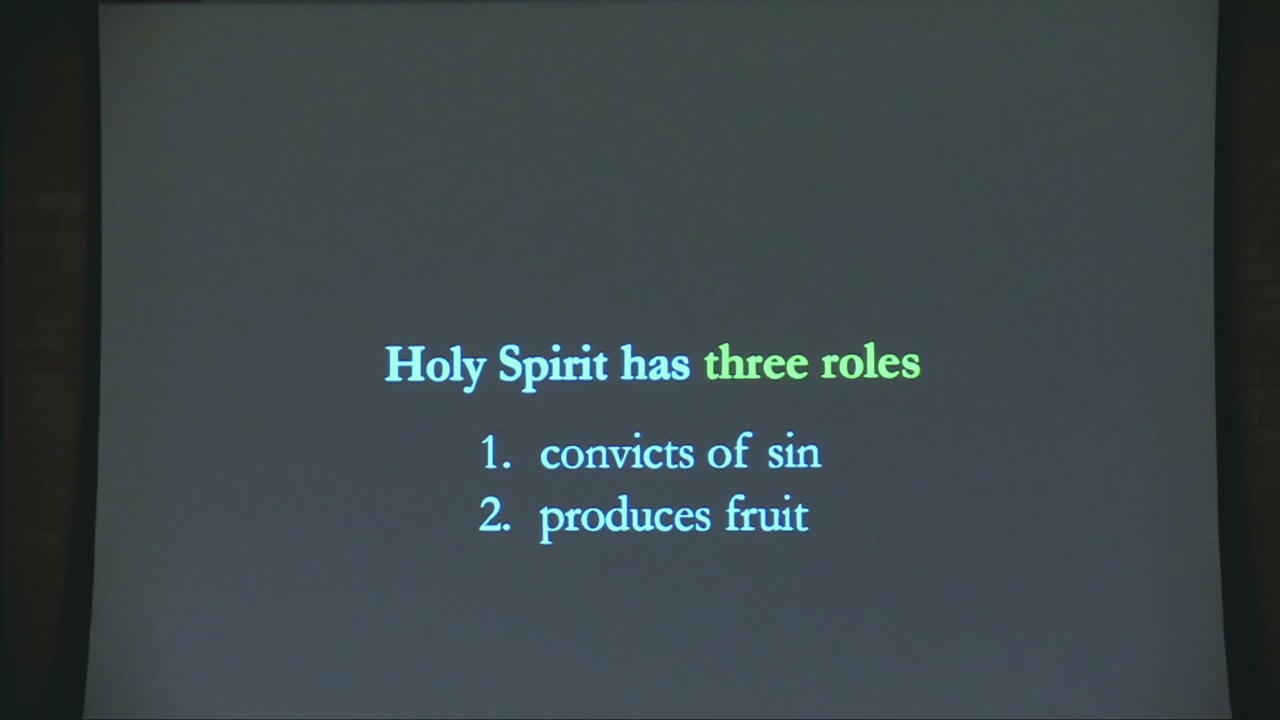 Holy Spirit has three roles
1. convicts of sin
2. produces fruit